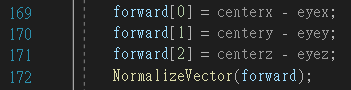 169 forward[0] = centerx - eyex;
170 forward[1] = centery - eyey;
171 forward[2] = centerz - eyez;
172 NormalizeVector(forward);